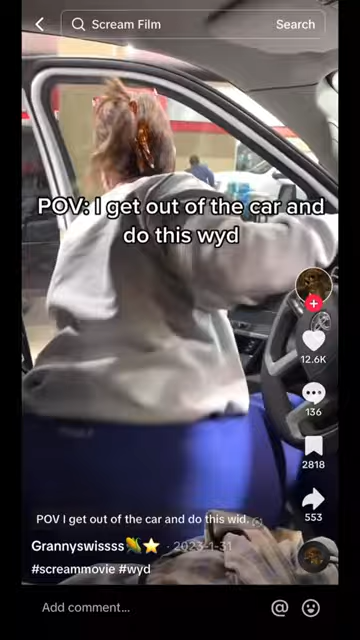 Scream Film
Search
POV: I get out of the car and
do this wyd
12.6K
136
2818
553
POV I get out of the car and do this wid.
Grannyswissss🌽⭐ · 2023-1-31
#screammovie #wyd
Add comment...